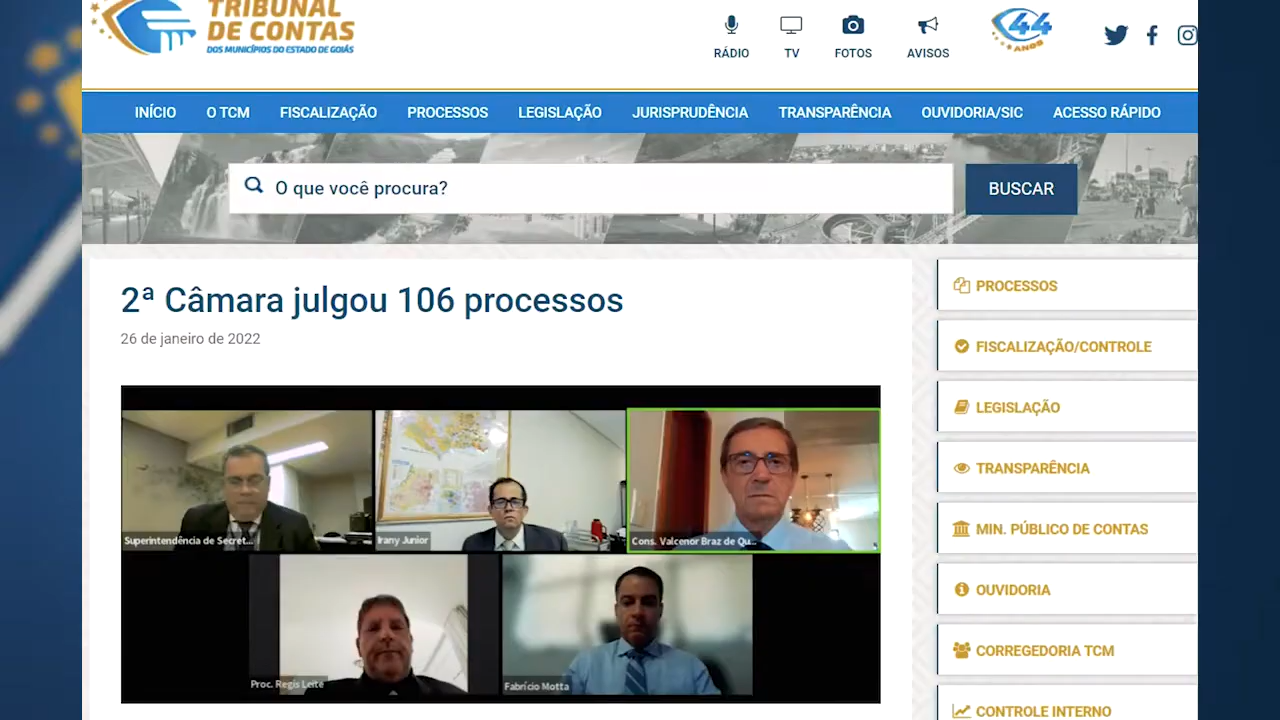 TRIBUNAL
DE CONTAS
DOS MUNICÍPIOS DO ESTADO DE GOIÁS
RÁDIO
TV
FOTOS
AVISOS
44
ANOS
INÍCIO
O TCM
FISCALIZAÇÃO
PROCESSOS
LEGISLAÇÃO
JURISPRUDÊNCIA
TRANSPARÊNCIA
OUVIDORIA/SIC
ACESSO RÁPIDO
O que você procura?
BUSCAR
2ª Câmara julgou 106 processos
26 de janeiro de 2022
Superintendência de Secret...
Irany Junior
Cons. Valcenor Braz de Qu...
Proc. Regis Leite
Fabrício Motta
PROCESSOS
FISCALIZAÇÃO/CONTROLE
LEGISLAÇÃO
TRANSPARÊNCIA
MIN. PÚBLICO DE CONTAS
OUVIDORIA
CORREGEDORIA TCM
CONTROLE INTERNO